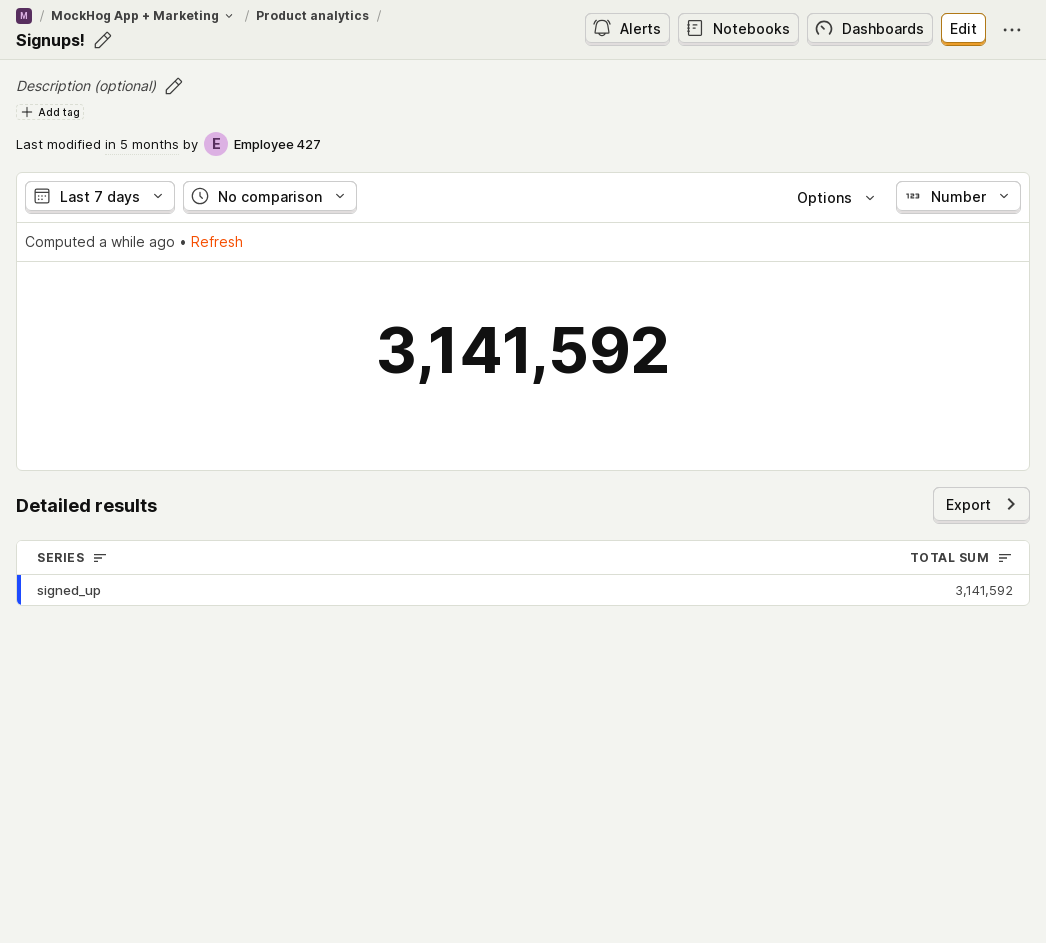 M / MockHog App + Marketing / Product analytics /
Signups!
Alerts Notebooks Dashboards Edit
Description (optional)
Add tag
Last modified in 5 months by E Employee 427
Last 7 days No comparison Options 123 Number
Computed a while ago • Refresh
3,141,592
Detailed results
Export
SERIES TOTAL SUM
signed_up 3,141,592